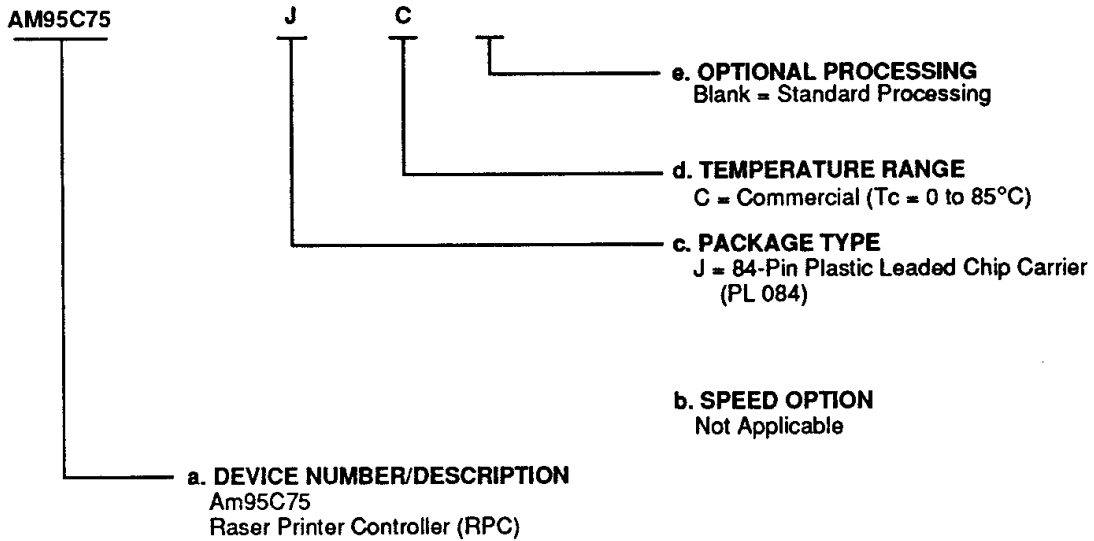 AM95C75 J C
e. OPTIONAL PROCESSING
Blank = Standard Processing
d. TEMPERATURE RANGE
C = Commercial (Tc = 0 to 85°C)
c. PACKAGE TYPE
J = 84-Pin Plastic Leaded Chip Carrier
(PL 084)
b. SPEED OPTION
Not Applicable
a. DEVICE NUMBER/DESCRIPTION
Am95C75
Raser Printer Controller (RPC)